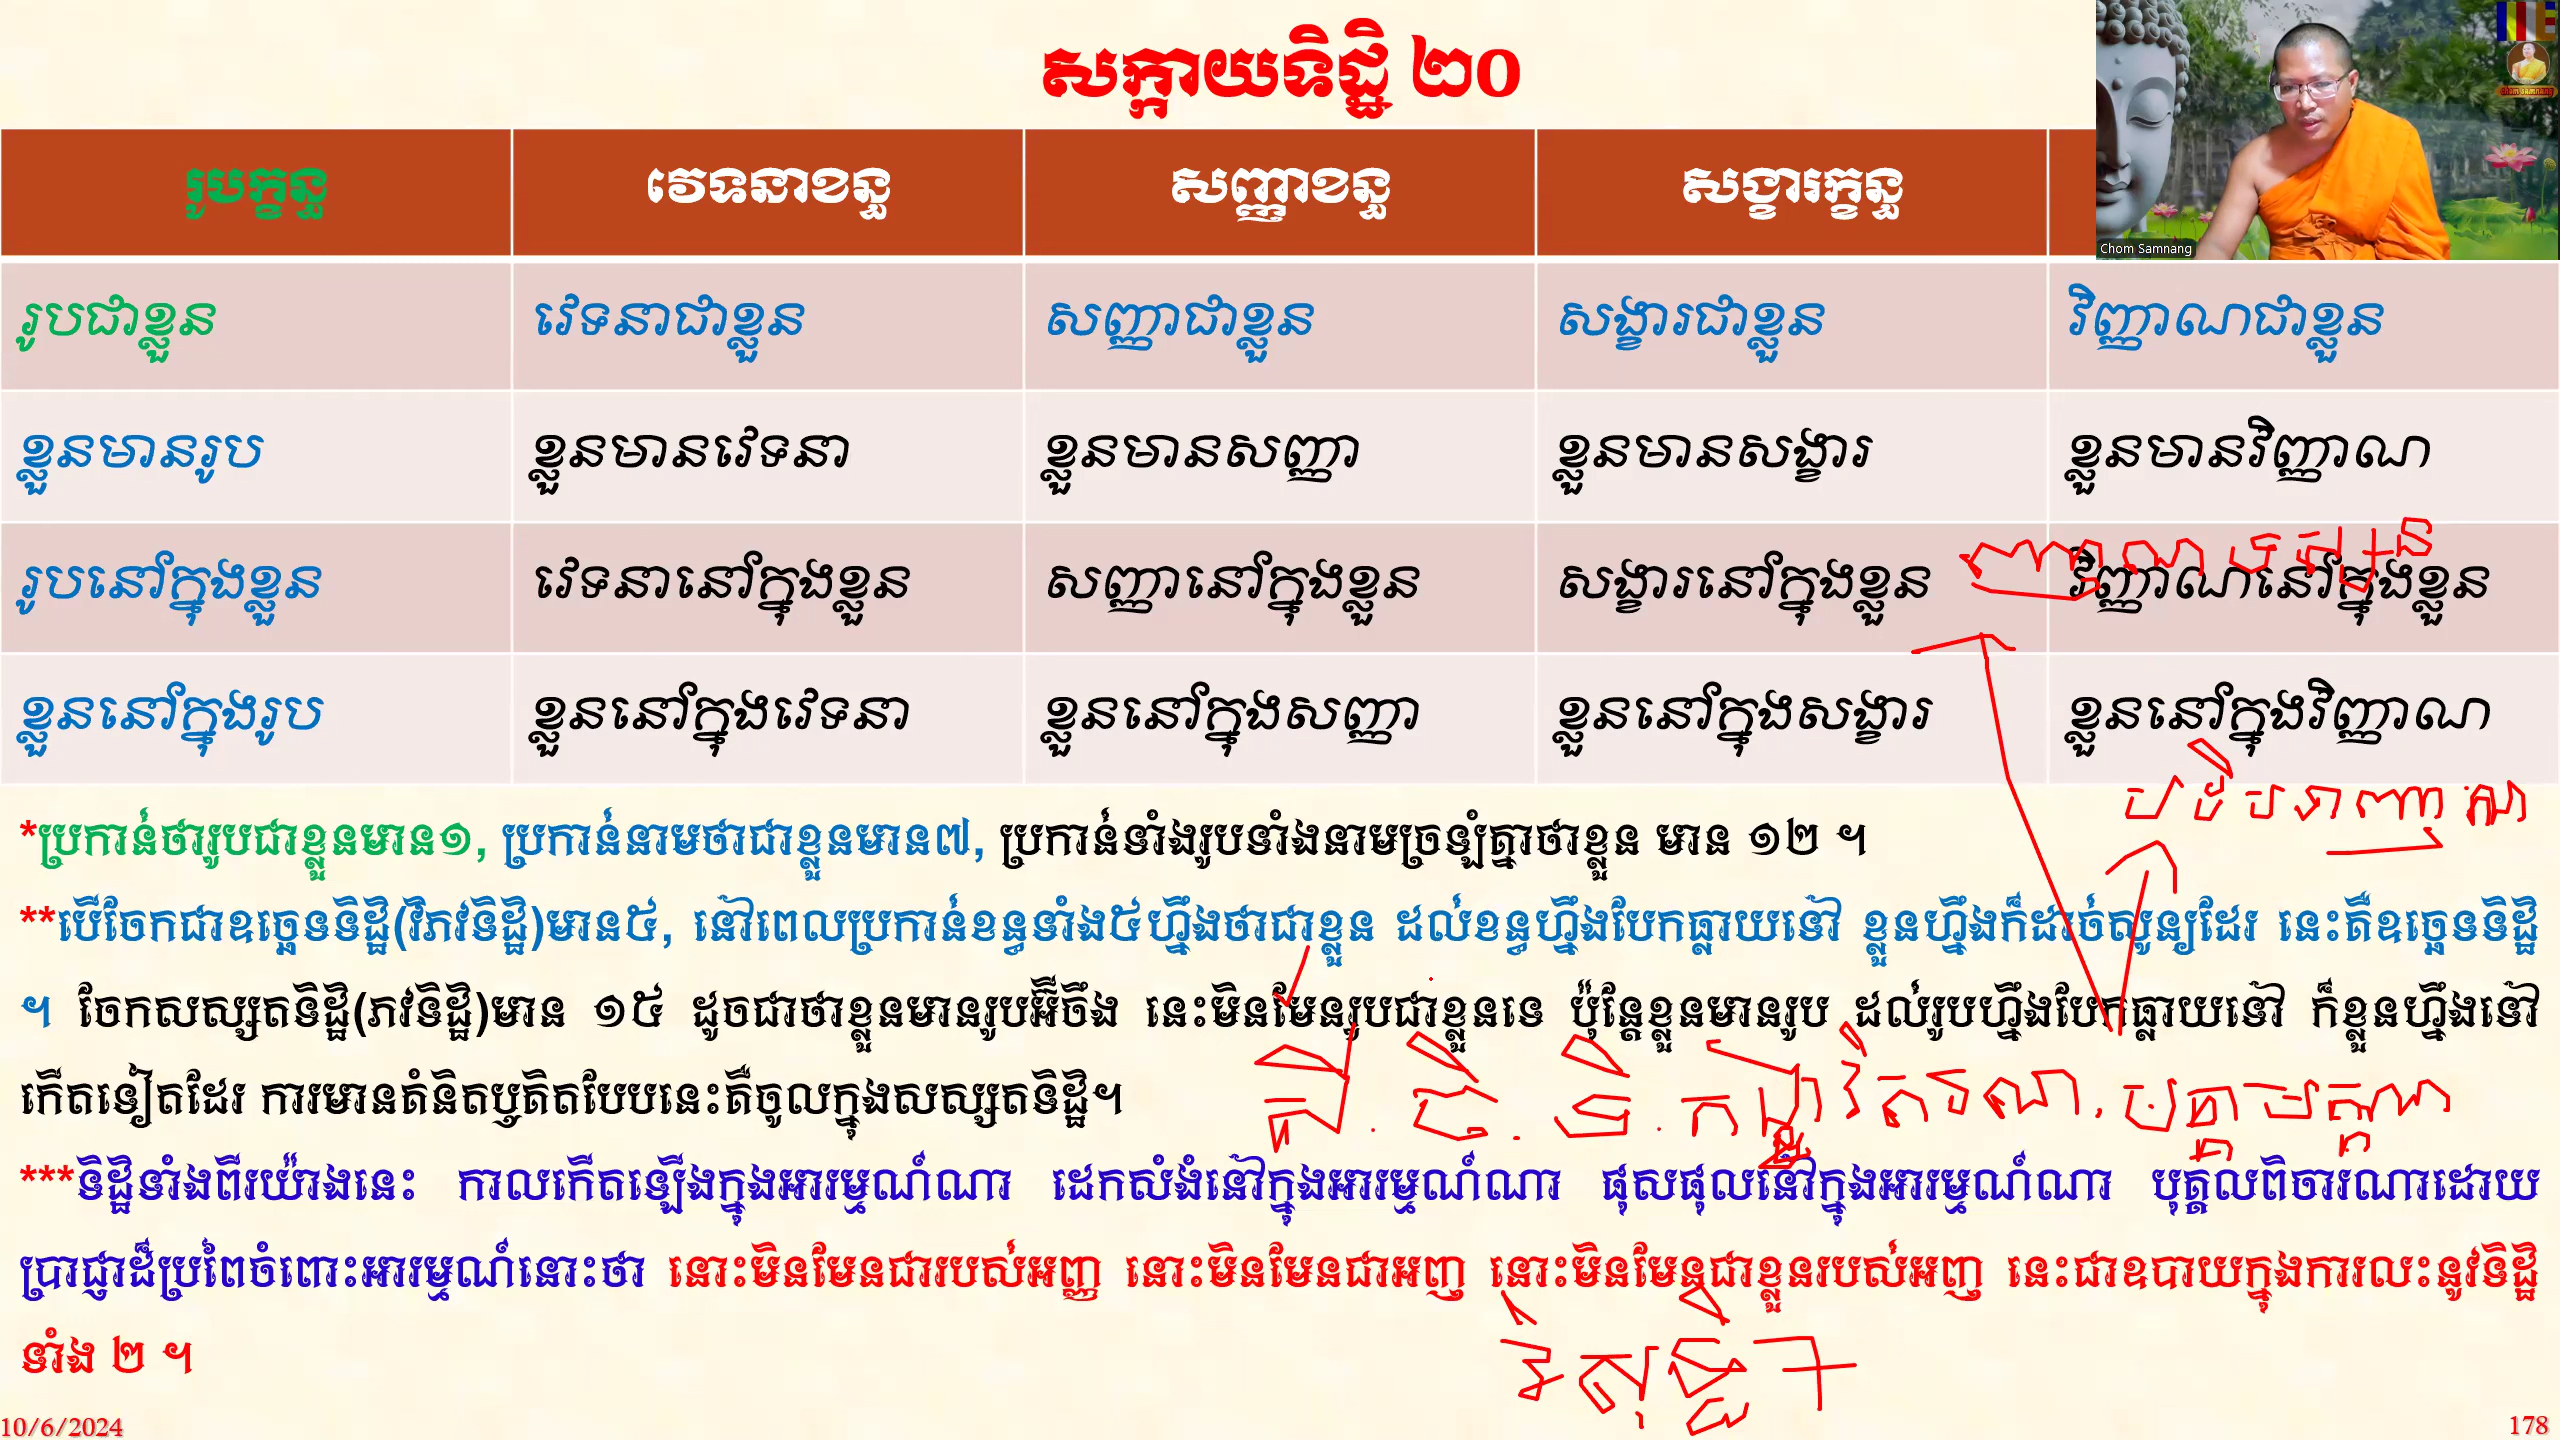 សក្កាយទិដ្ឋិ ២០
រូបក្ខន្ធ វេទនាខន្ធ សញ្ញាខន្ធ សង្ខារក្ខន្ធ
Chom Samnang
រូបជាខ្លួន វេទនាជាខ្លួន សញ្ញាជាខ្លួន សង្ខារជាខ្លួន វិញ្ញាណជាខ្លួន
ខ្លួនមានរូប ខ្លួនមានវេទនា ខ្លួនមានសញ្ញា ខ្លួនមានសង្ខារ ខ្លួនមានវិញ្ញាណ
រូបនៅក្នុងខ្លួន វេទនានៅក្នុងខ្លួន សញ្ញានៅក្នុងខ្លួន សង្ខារនៅក្នុងខ្លួន វិញ្ញាណនៅក្នុងខ្លួន
ខ្លួននៅក្នុងរូប ខ្លួននៅក្នុងវេទនា ខ្លួននៅក្នុងសញ្ញា ខ្លួននៅក្នុងសង្ខារ ខ្លួននៅក្នុងវិញ្ញាណ
*ប្រកាន់ថារូបជាខ្លួនមាន១, ប្រកាន់នាមថាជាខ្លួនមាន៧, ប្រកាន់ទាំងរូបទាំងនាមច្រឡំគ្នាថាខ្លួន មាន ១២ ។
**បើចែកជាឧច្ឆេទទិដ្ឋិ(វិភវទិដ្ឋិ)មាន៥, នៅពេលប្រកាន់ខន្ធទាំង៥ហ្នឹងថាជាខ្លួន ដល់ខន្ធហ្នឹងបែកធ្លាយទៅ ខ្លួនហ្នឹងក៏ដាច់សូន្យដែរ នេះគឺឧច្ឆេទទិដ្ឋិ
។ ចែកសស្សតទិដ្ឋិ(ភវទិដ្ឋិ)មាន ១៥ ដូចជាថាខ្លួនមានរូបអ៊ីចឹង នេះមិនមែនរូបជាខ្លួនទេ ប៉ុន្តែខ្លួនមានរូប ដល់រូបហ្នឹងបែកធ្លាយទៅ ក៏ខ្លួនហ្នឹងទៅ
កើតទៀតដែរ ការមានគំនិតប្ញគិតបែបនេះគឺចូលក្នុងសស្សតទិដ្ឋិ។
***ទិដ្ឋិទាំងពីរយ៉ាងនេះ កាលកើតឡើងក្នុងអារម្មណ៍ណា ដេកសំងំនៅក្នុងអារម្មណ៍ណា ផុសផុលនៅក្នុងអារម្មណ៍ណា បុគ្គលពិចារណាដោយ
ប្រាជ្ញាដ៏ប្រពៃចំពោះអារម្មណ៍នោះថា នោះមិនមែនជារបស់អញ្ញ នោះមិនមែនជាអញ នោះមិនមែនជាខ្លួនរបស់អញ នេះជាឧបាយក្នុងការលះនូវទិដ្ឋិ
ទាំង ២ ។
10/6/2024
178